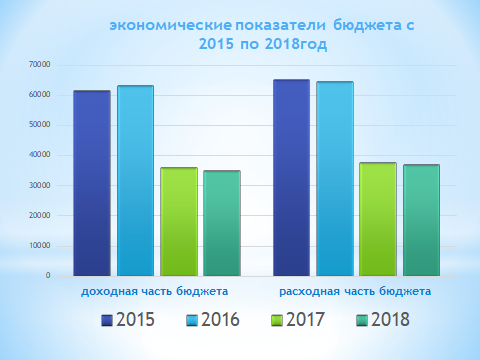 экономические показатели бюджета с
2015 по 2018год
70000
60000
50000
40000
30000
20000
10000
0
доходная часть бюджета расходная часть бюджета
2015 2016 2017 2018